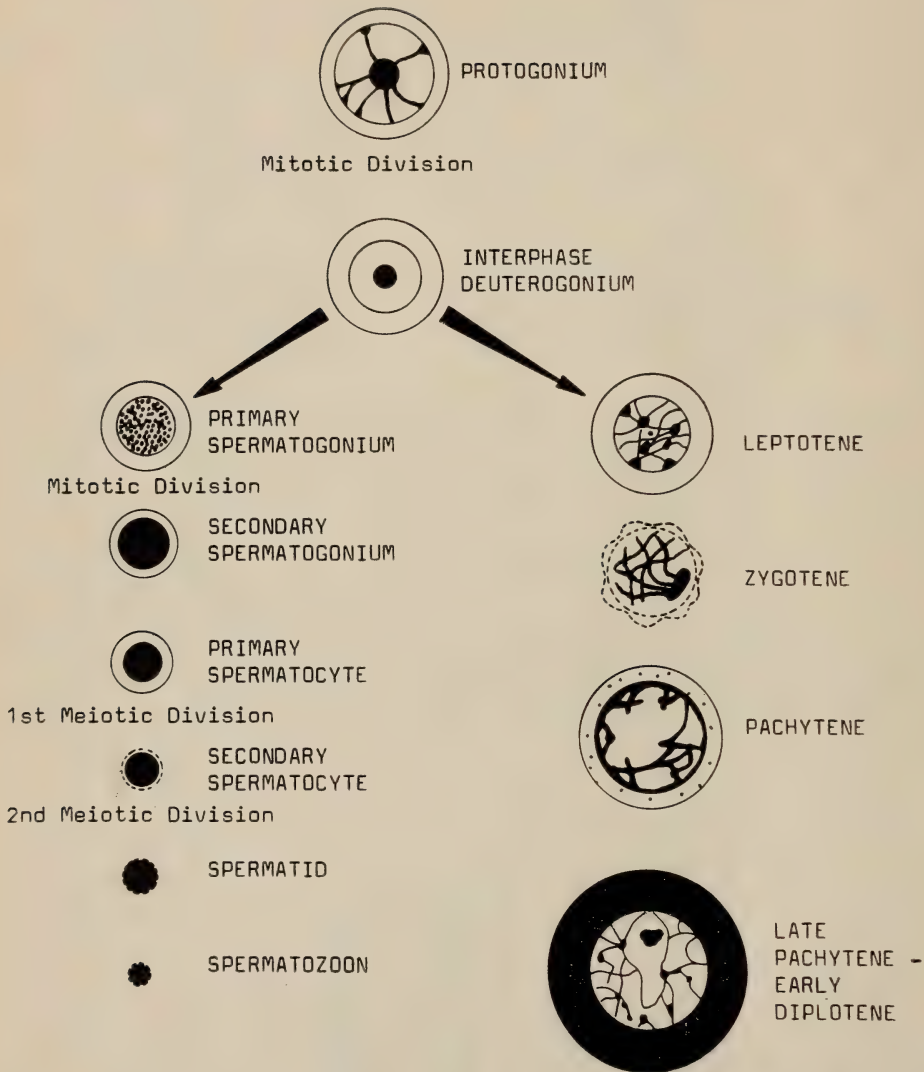 PROTOGONIUM
Mitotic Division
INTERPHASE
DEUTEROGONIUM
PRIMARY
SPERMATOGONIUM
Mitotic Division
SECONDARY
SPERMATOGONIUM
PRIMARY
SPERMATOCYTE
1st Meiotic Division
SECONDARY
SPERMATOCYTE
2nd Meiotic Division
SPERMATID
SPERMATOZOON
LEPTOTENE
ZYGOTENE
PACHYTENE
LATE
PACHYTENE -
EARLY
DIPLOTENE